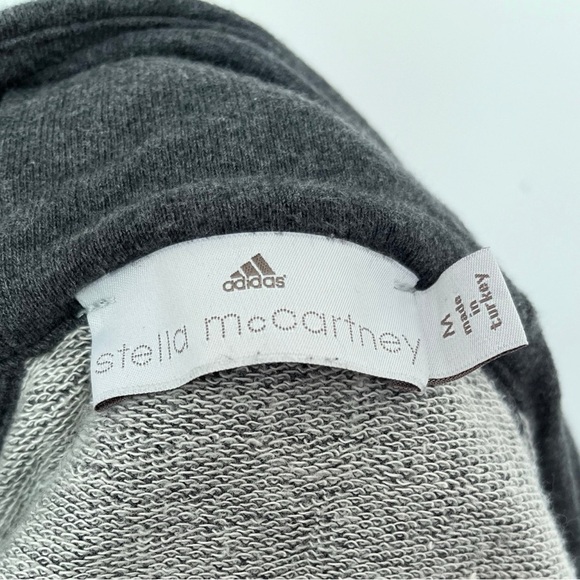 adidas
stella mccartney
M
made
in
turkey